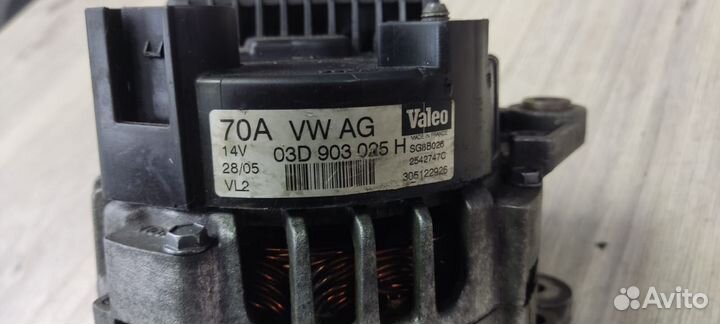 70A VW AG
Valeo
MADE IN FRANCE
14V 03D 903 025 H
SG8B026
28/05
2542747C
VL2
305122926
Avito